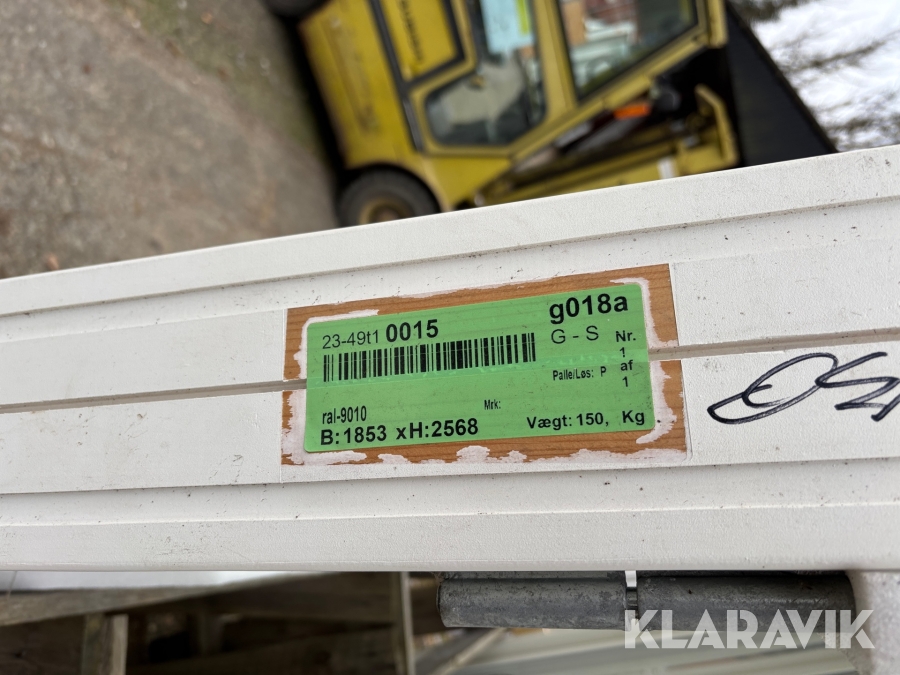 23-49t1 0015
g018a
G - S
Nr.
1
af
1
Palle/Løs: P
ral-9010
Mrk:
B:1853 xH:2568
Vægt: 150, Kg
KLARAVIK